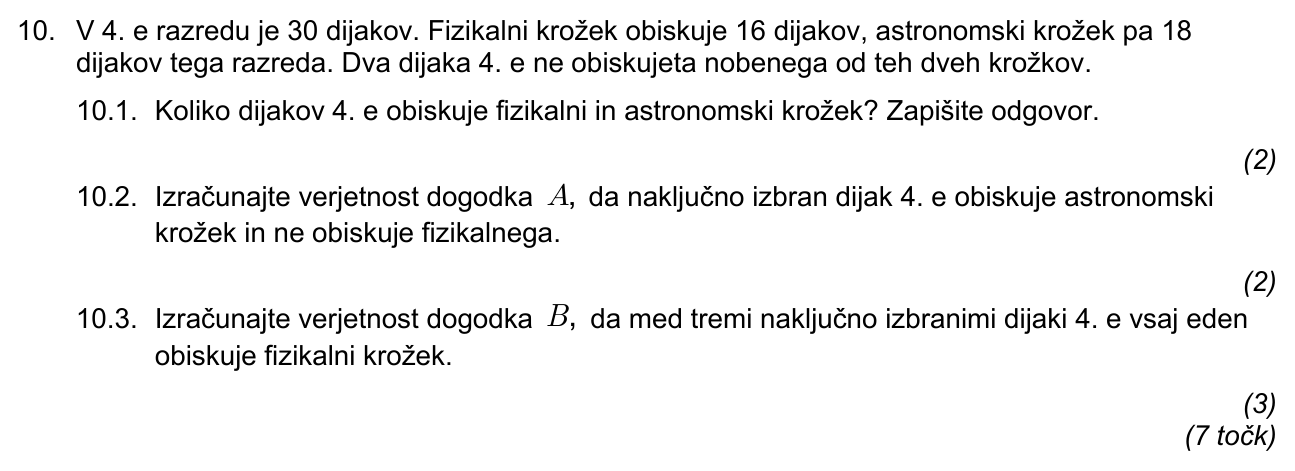 10. V 4. e razredu je 30 dijakov. Fizikalni krožek obiskuje 16 dijakov, astronomski krožek pa 18
dijakov tega razreda. Dva dijaka 4. e ne obiskujeta nobenega od teh dveh krožkov.
10.1. Koliko dijakov 4. e obiskuje fizikalni in astronomski krožek? Zapišite odgovor.
(2)
10.2. Izračunajte verjetnost dogodka A, da naključno izbran dijak 4. e obiskuje astronomski
krožek in ne obiskuje fizikalnega.
(2)
10.3. Izračunajte verjetnost dogodka B, da med tremi naključno izbranimi dijaki 4. e vsaj eden
obiskuje fizikalni krožek.
(3)
(7 točk)